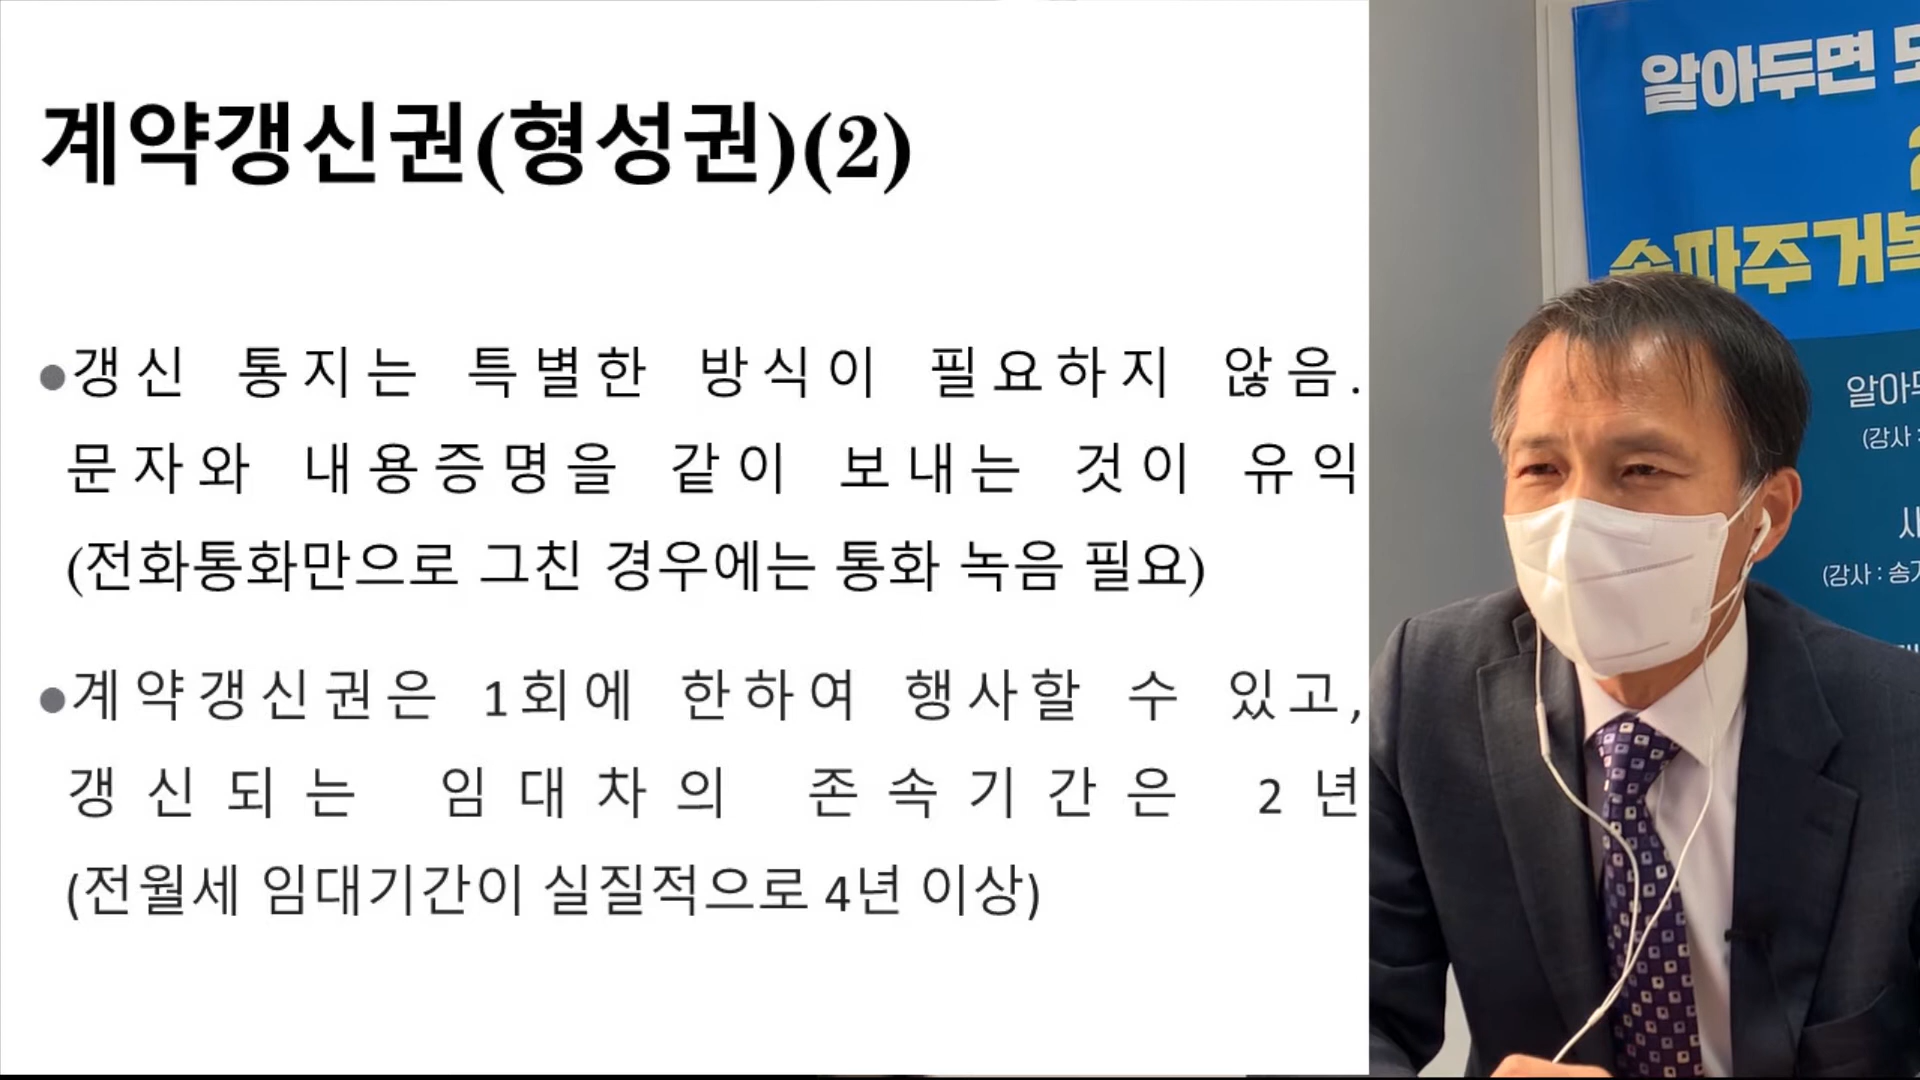 계약갱신권(형성권)(2)
●갱신 통지는 특별한 방식이 필요하지 않음.
문자와 내용증명을 같이 보내는 것이 유익
(전화통화만으로 그친 경우에는 통화 녹음 필요)
●계약갱신권은 1회에 한하여 행사할 수 있고,
갱신되는 임대차의 존속기간은 2년
(전월세 임대기간이 실질적으로 4년 이상)
알아두면
송파주거복
알아두
(강사 :
(강사 : 송